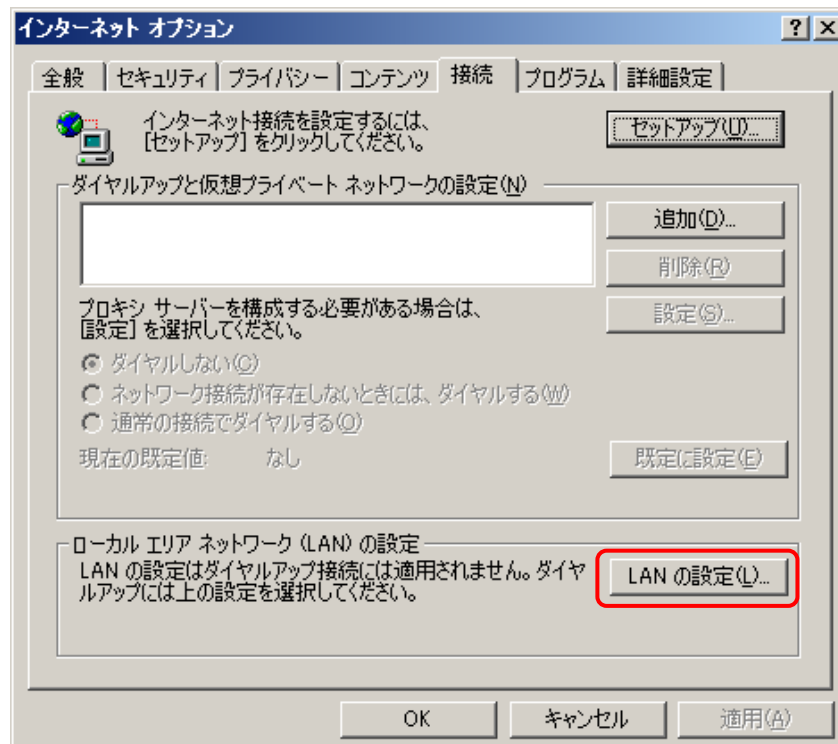 インターネット オプション
全般 セキュリティ プライバシー コンテンツ 接続 プログラム 詳細設定
インターネット接続を設定するには、
[セットアップ] をクリックしてください。
セットアップ(U)...
ダイヤルアップと仮想プライベート ネットワークの設定(N)
追加(D)...
削除(R)
プロキシ サーバーを構成する必要がある場合は、
[設定] を選択してください。
設定(S)...
ダイヤルしない(C)
ネットワーク接続が存在しないときには、ダイヤルする(W)
通常の接続でダイヤルする(O)
現在の既定値: なし
既定に設定(E)
ローカル エリア ネットワーク (LAN) の設定
LAN の設定はダイヤルアップ接続には適用されません。ダイヤ
ルアップには上の設定を選択してください。
LAN の設定(L)...
OK キャンセル 適用(A)